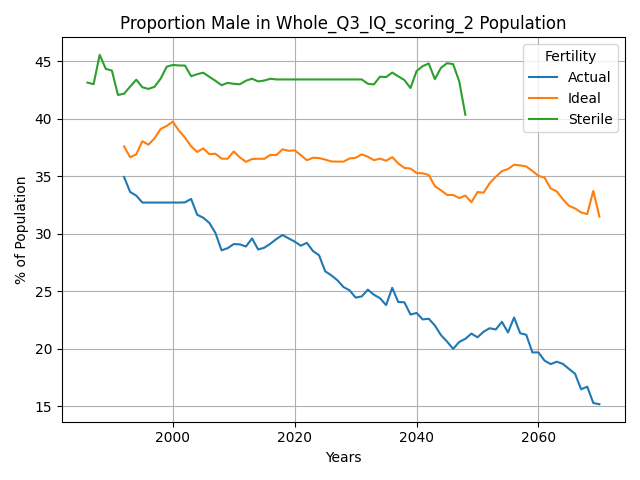 Proportion Male in Whole_Q3_IQ_scoring_2 Population
Fertility
Actual
Ideal
Sterile
% of Population
45
40
35
30
25
20
15
2000
2020
2040
2060
Years